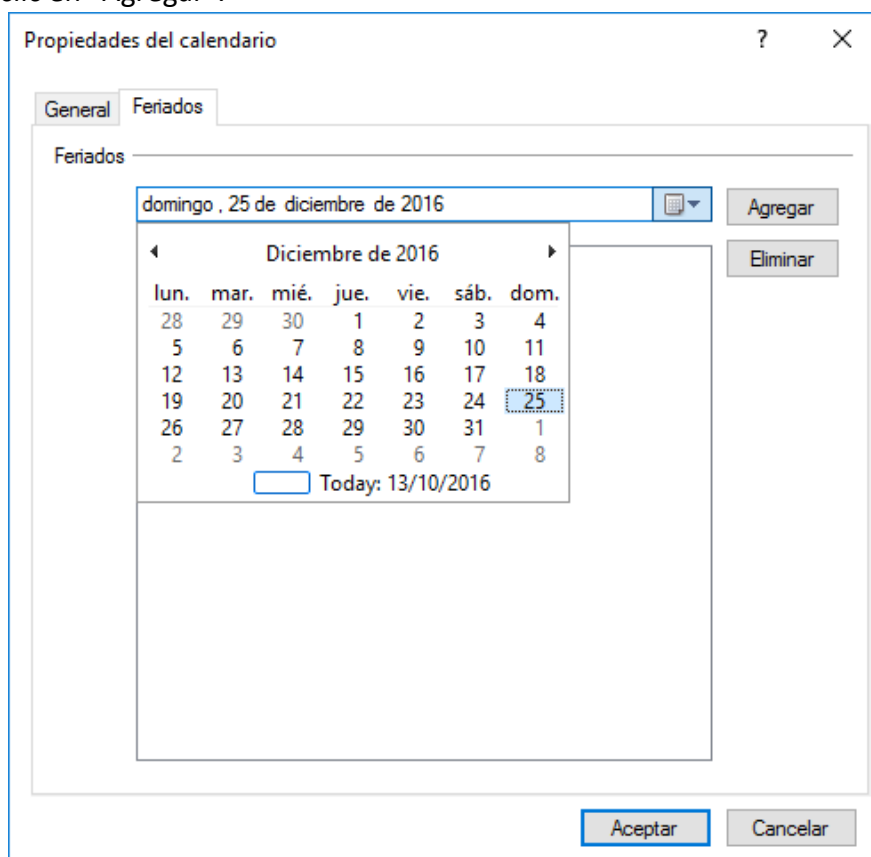 en "Agregar".
Propiedades del calendario ?
General Feriados
Feriados
domingo , 25 de diciembre de 2016 Agregar
Eliminar
Diciembre de 2016
lun. mar. mié. jue. vie. sáb. dom.
28 29 30 1 2 3 4
5 6 7 8 9 10 11
12 13 14 15 16 17 18
19 20 21 22 23 24 25
26 27 28 29 30 31 1
2 3 4 5 6 7 8
Today: 13/10/2016
Aceptar Cancelar